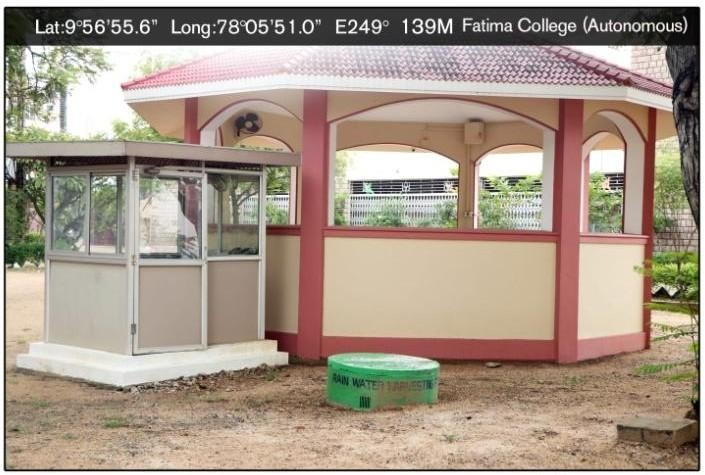 Lat:9°56'55.6" Long:78°05'51.0" E249° 139M Fatima College (Autonomous)
RAIN WATER HARVESTI